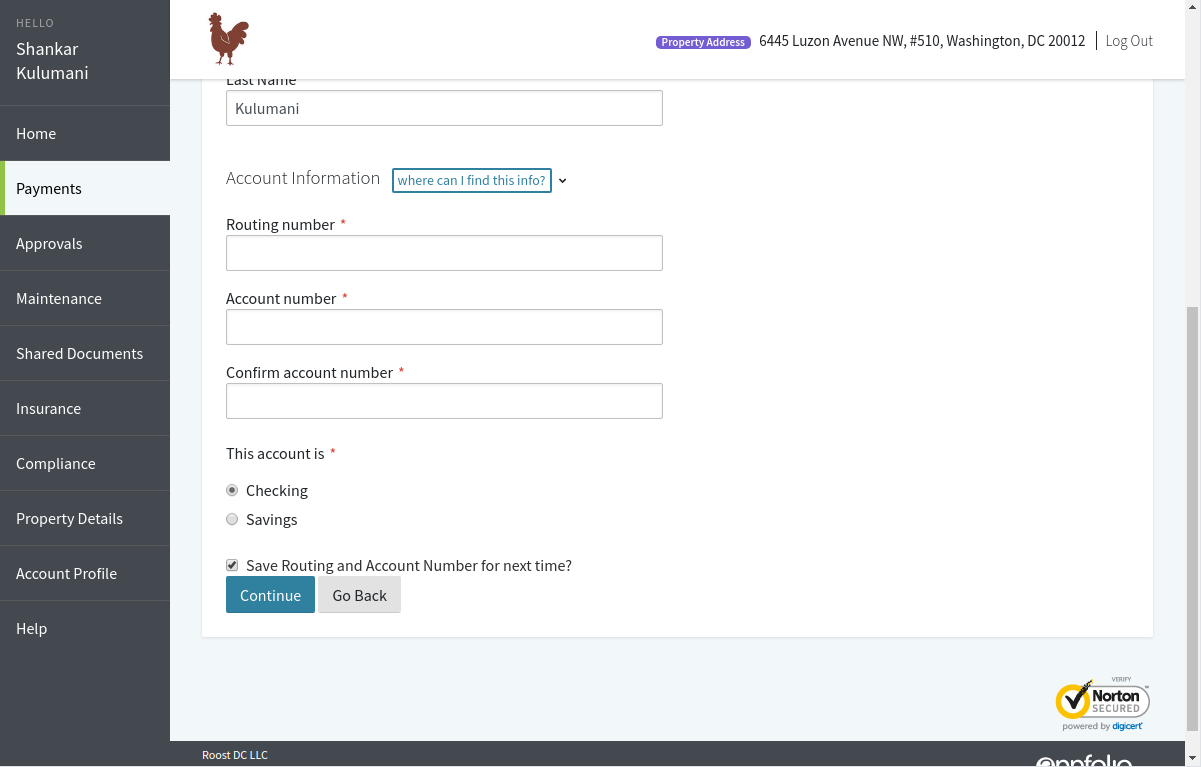 HELLO
Shankar
Kulumani
Home
Payments
Approvals
Maintenance
Shared Documents
Insurance
Compliance
Property Details
Account Profile
Help
Property Address 6445 Luzon Avenue NW, #510, Washington, DC 20012 Log Out
Last Name
Kulumani
Account Information where can I find this info?
Routing number *
Account number *
Confirm account number *
This account is *
Checking
Savings
Save Routing and Account Number for next time?
Continue Go Back
VERIFY
Norton
SECURED
powered by digicert
Roost DC LLC
appfolio